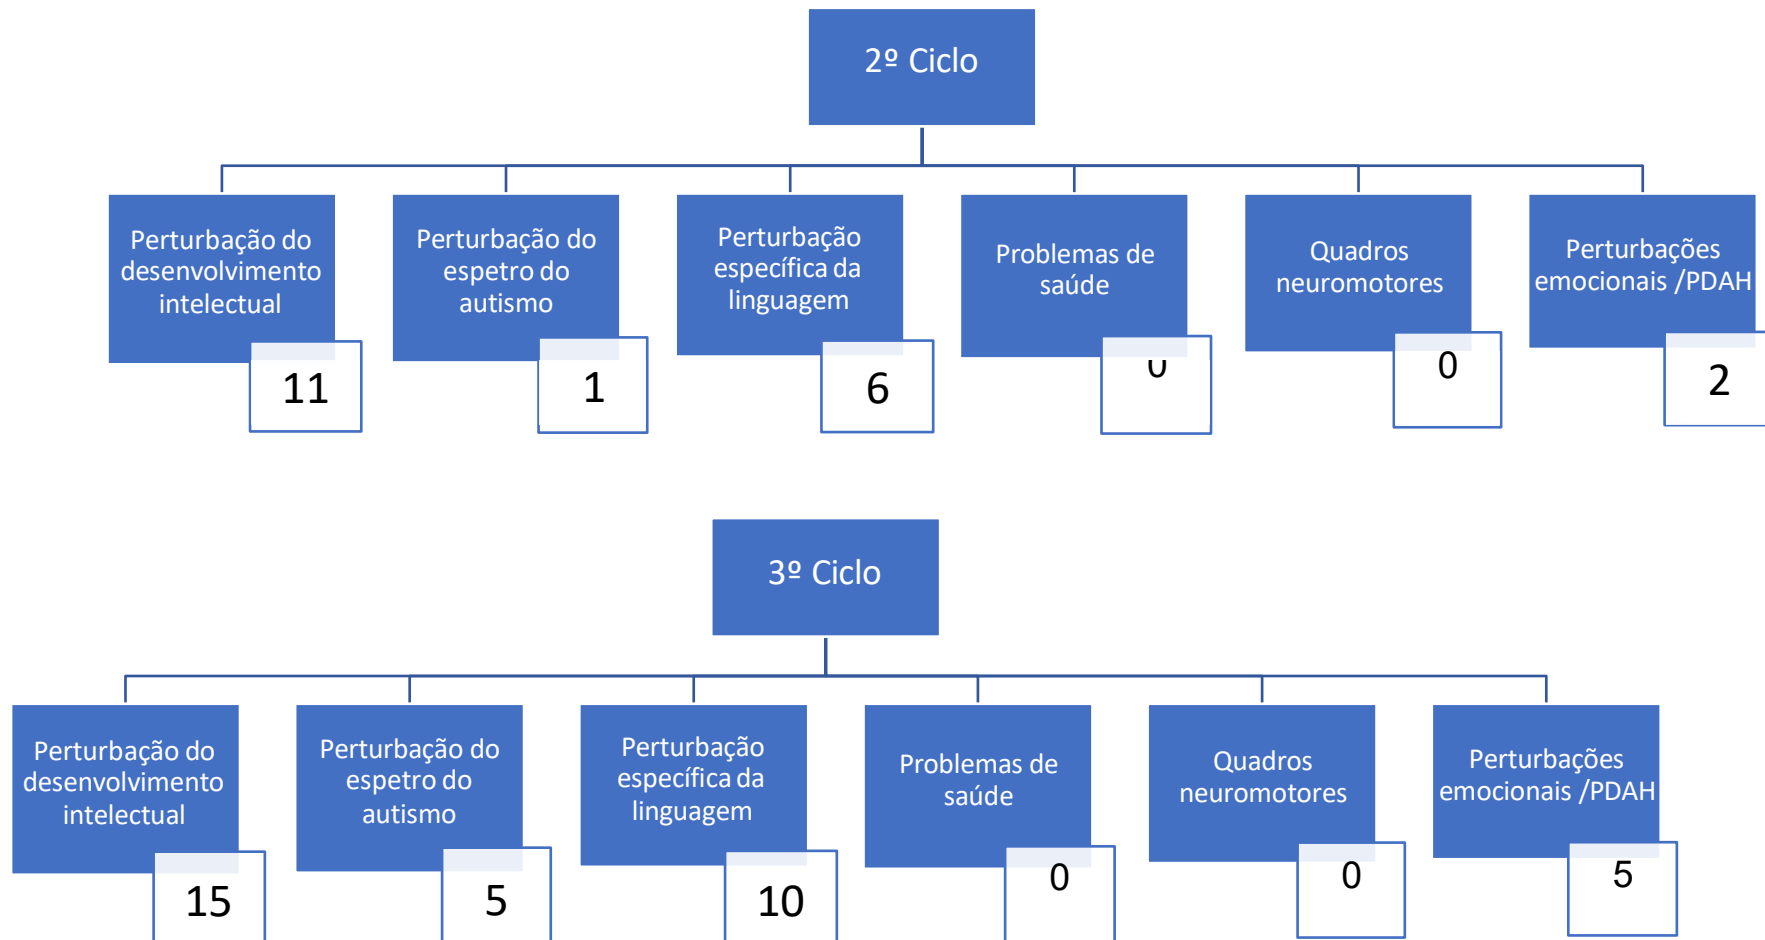 2º Ciclo
Perturbação do
desenvolvimento
intelectual
11
Perturbação do
espetro do
autismo
1
Perturbação
específica da
linguagem
6
Problemas de
saúde
0
Quadros
neuromotores
0
Perturbações
emocionais /PDAH
2
3º Ciclo
Perturbação do
desenvolvimento
intelectual
15
Perturbação do
espetro do
autismo
5
Perturbação
específica da
linguagem
10
Problemas de
saúde
0
Quadros
neuromotores
0
Perturbações
emocionais /PDAH
5